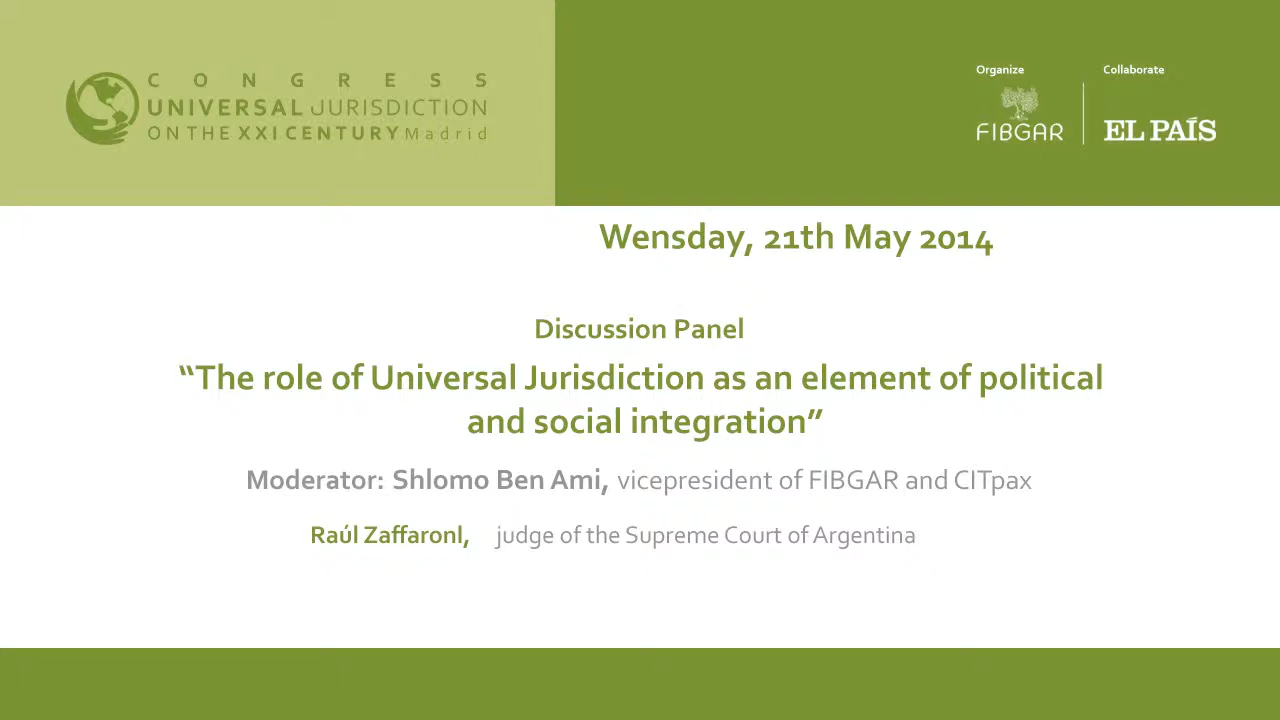 CONGRESS
UNIVERSAL JURISDICTION
ON THE XXI CENTURY Madrid
Organize
Collaborate
FIBGAR
EL PAÍS
Wensday, 21th May 2014
Discussion Panel
“The role of Universal Jurisdiction as an element of political
and social integration”
Moderator: Shlomo Ben Ami, vicepresident of FIBGAR and CITpax
Raúl Zaffaronl, judge of the Supreme Court of Argentina